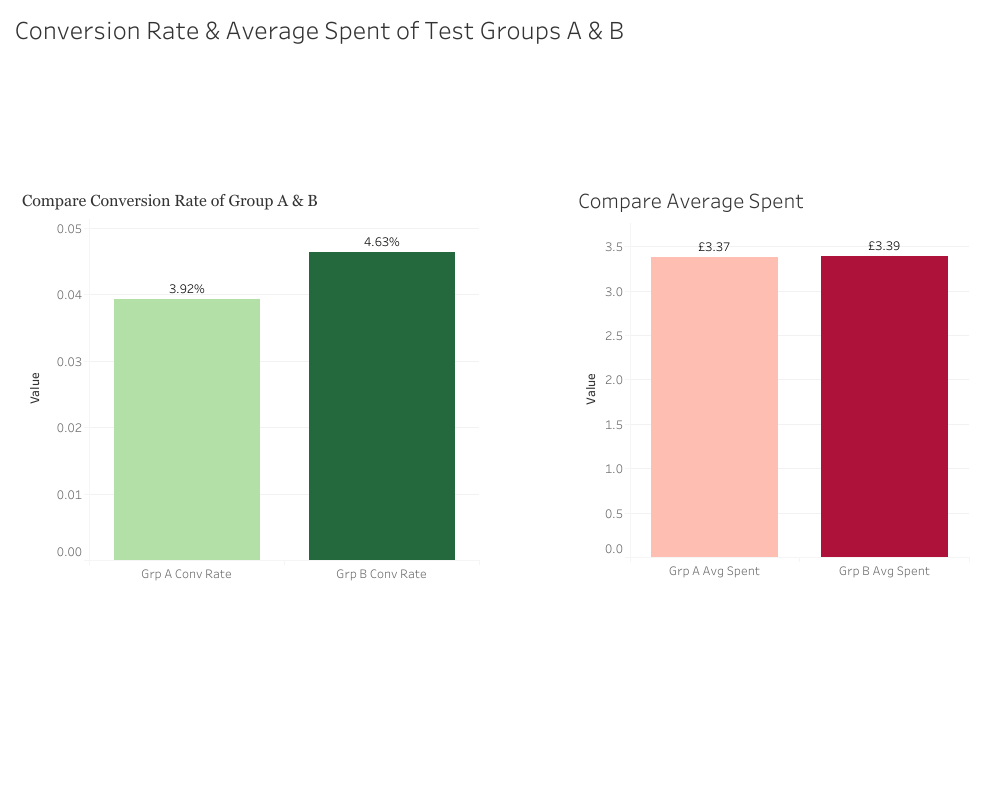 Conversion Rate & Average Spent of Test Groups A & B
Compare Conversion Rate of Group A & B
0.05
0.04
0.03
0.02
0.01
0.00
Value
3.92%
4.63%
Grp A Conv Rate
Grp B Conv Rate
Compare Average Spent
3.5
3.0
2.5
2.0
1.5
1.0
0.5
0.0
Value
£3.37
£3.39
Grp A Avg Spent
Grp B Avg Spent